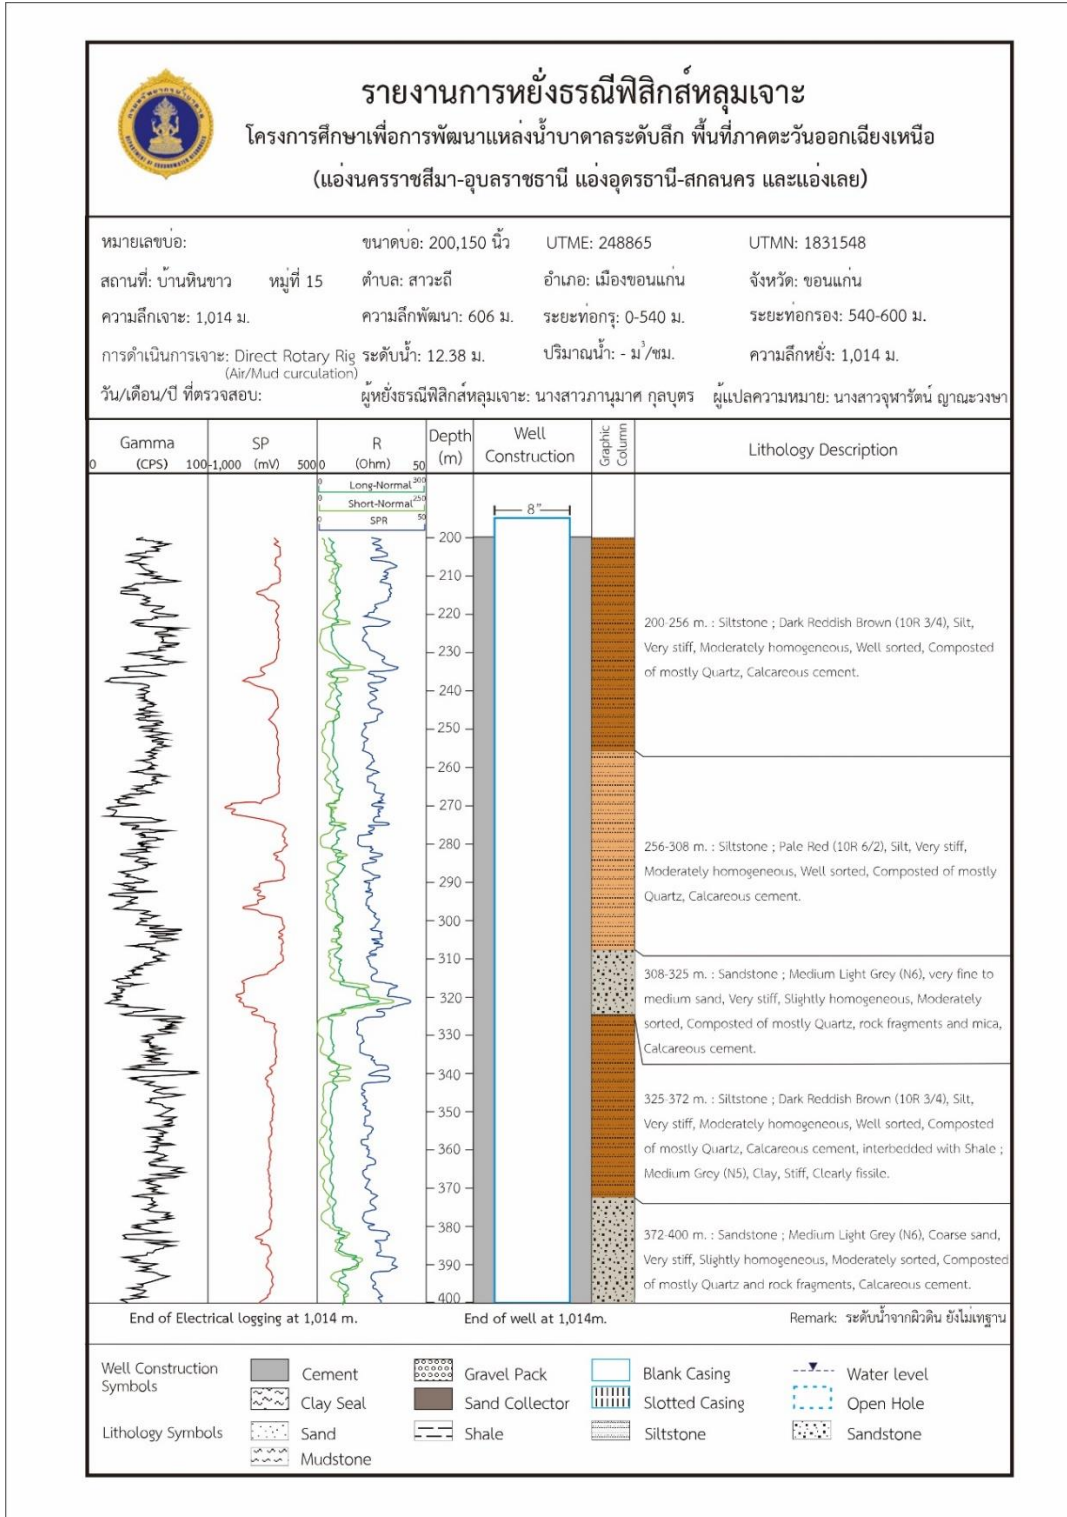 รายงานการหยั่งธรณีฟิสิกส์หลุมเจาะ
โครงการศึกษาเพื่อการพัฒนาแหล่งน้ำบาดาลระดับลึก พื้นที่ภาคตะวันออกเฉียงเหนือ
(แอ่งนครราชสีมา-อุบลราชธานี แอ่งอุดรธานี-สกลนคร และแอ่งเลย)
หมายเลขบ่อ: ขนาดบ่อ: 200,150 นิ้ว UTME: 248865 UTMN: 1831548
สถานที่: บ้านหินขาว หมู่ที่ 15 ตำบล: สาวะถี อำเภอ: เมืองขอนแก่น จังหวัด: ขอนแก่น
ความลึกเจาะ: 1,014 ม. ความลึกพัฒนา: 606 ม. ระยะท่อกรุ: 0-540 ม. ระยะท่อกรอง: 540-600 ม.
การดำเนินการเจาะ: Direct Rotary Rig ระดับน้ำ: 12.38 ม. ปริมาณน้ำ: - ม³/ชม. ความลึกหยั่ง: 1,014 ม.
(Air/Mud curculation)
วัน/เดือน/ปี ที่ตรวจสอบ: ผู้หยั่งธรณีฟิสิกส์หลุมเจาะ: นางสาวภานุมาศ กุลบุตร ผู้แปลความหมาย: นางสาวจุฬารัตน์ ญาณะวงษา
Gamma SP R Depth Well Construction Graphic Column Lithology Description
0 (CPS) 100 -1,000 (mV) 500 0 (Ohm) 50 (m)
0 Long-Normal 300
0 Short-Normal 250
0 SPR 50
8"
200
210
220
230
240
250
260
270
280
290
300
310
320
330
340
350
360
370
380
390
400
200-256 m. : Siltstone ; Dark Reddish Brown (10R 3/4), Silt,
Very stiff, Moderately homogeneous, Well sorted, Composted
of mostly Quartz, Calcareous cement.
256-308 m. : Siltstone ; Pale Red (10R 6/2), Silt, Very stiff,
Moderately homogeneous, Well sorted, Composted of mostly
Quartz, Calcareous cement.
308-325 m. : Sandstone ; Medium Light Grey (N6), very fine to
medium sand, Very stiff, Slightly homogeneous, Moderately
sorted, Composted of mostly Quartz, rock fragments and mica,
Calcareous cement.
325-372 m. : Siltstone ; Dark Reddish Brown (10R 3/4), Silt,
Very stiff, Moderately homogeneous, Well sorted, Composted
of mostly Quartz, Calcareous cement, interbedded with Shale ;
Medium Grey (N5), Clay, Stiff, Clearly fissile.
372-400 m. : Sandstone ; Medium Light Grey (N6), Coarse sand,
Very stiff, Slightly homogeneous, Moderately sorted, Composted
of mostly Quartz and rock fragments, Calcareous cement.
End of Electrical logging at 1,014 m. End of well at 1,014m. Remark: ระดับน้ำจากผิวดิน ยังไม่เทฐาน
Well Construction Symbols
Cement Gravel Pack Blank Casing Water level
Clay Seal Sand Collector Slotted Casing Open Hole
Lithology Symbols Sand Shale Siltstone Sandstone
Mudstone